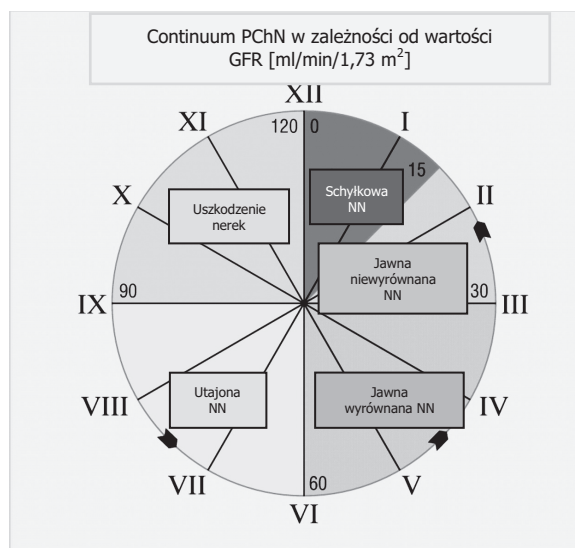 Continuum PChN w zależności od wartości
GFR [ml/min/1,73 m²]
XII
XI
I
120
0
15
X
II
Uszkodzenie
nerek
Schyłkowa
NN
Jawna
niewyrównana
NN
IX
90
30
III
Utajona
NN
Jawna
wyrównana NN
VIII
IV
VII
V
60
VI